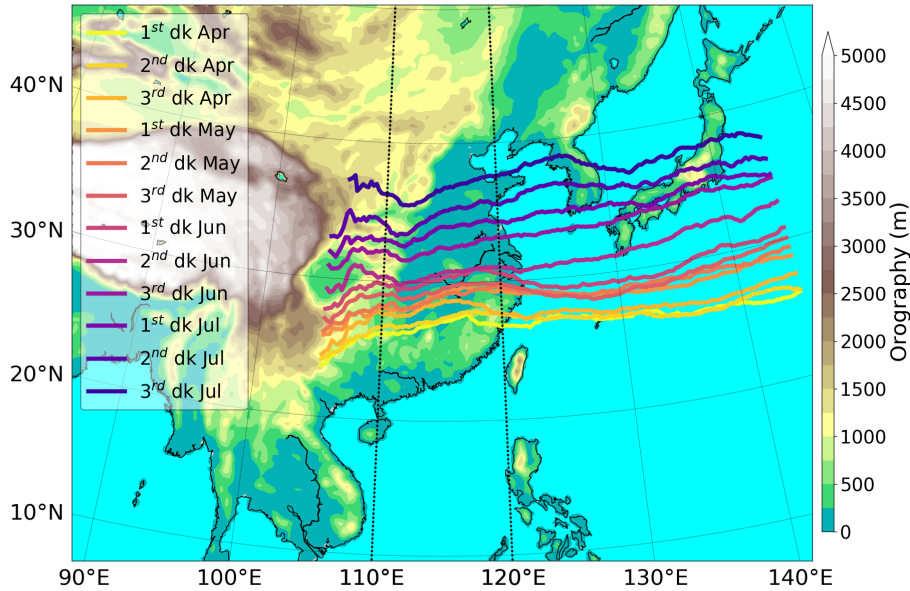 1st dk Apr
2nd dk Apr
3rd dk Apr
1st dk May
2nd dk May
3rd dk May
1st dk Jun
2nd dk Jun
3rd dk Jun
1st dk Jul
2nd dk Jul
3rd dk Jul
40°N
30°N
20°N
10°N
90°E 100°E 110°E 120°E 130°E 140°E
5000
4500
4000
3500
3000
2500
2000
1500
1000
500
0
Orography (m)